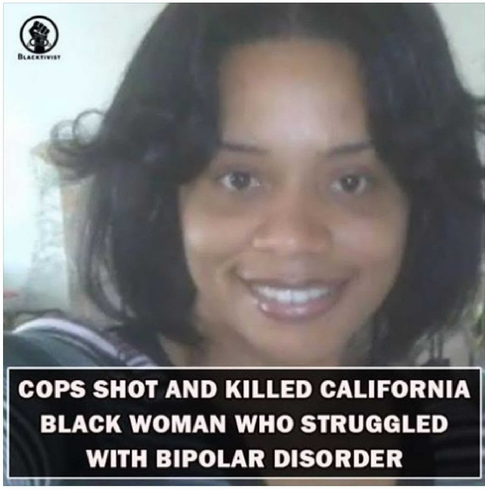 BLACKTIVIST
COPS SHOT AND KILLED CALIFORNIA
BLACK WOMAN WHO STRUGGLED
WITH BIPOLAR DISORDER